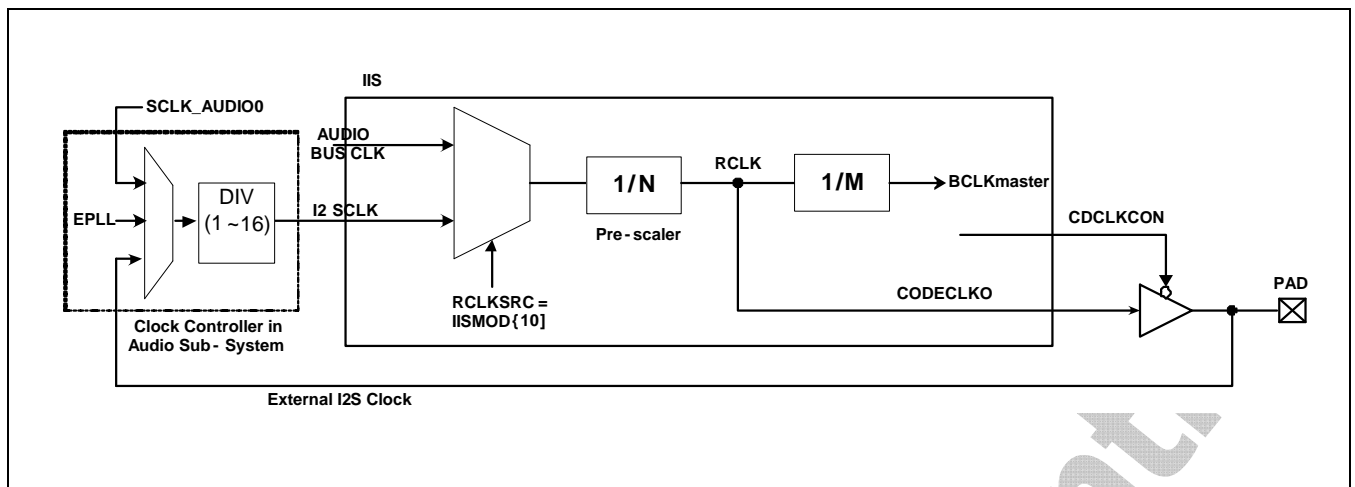 IIS
SCLK_AUDIO0
AUDIO
BUS CLK
RCLK
1/N
1/M
BCLKmaster
DIV
(1 ~16)
EPLL
I2 SCLK
Pre-scaler
CDCLKCON
RCLKSRC =
IISMOD{10]
CODECLKO
PAD
Clock Controller in
Audio Sub- System
External I2S Clock